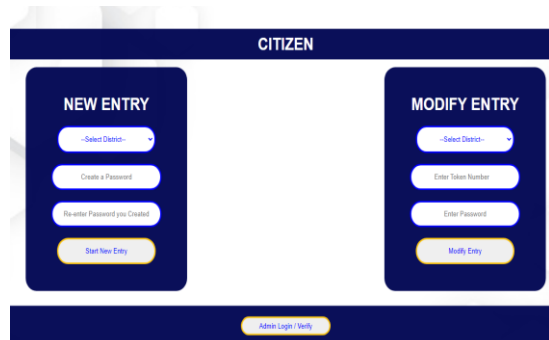 CITIZEN
NEW ENTRY
--Select District--
Create a Password
Re-enter Password you Created
Start New Entry
MODIFY ENTRY
--Select District--
Enter Token Number
Enter Password
Modify Entry
Admin Login / Verify